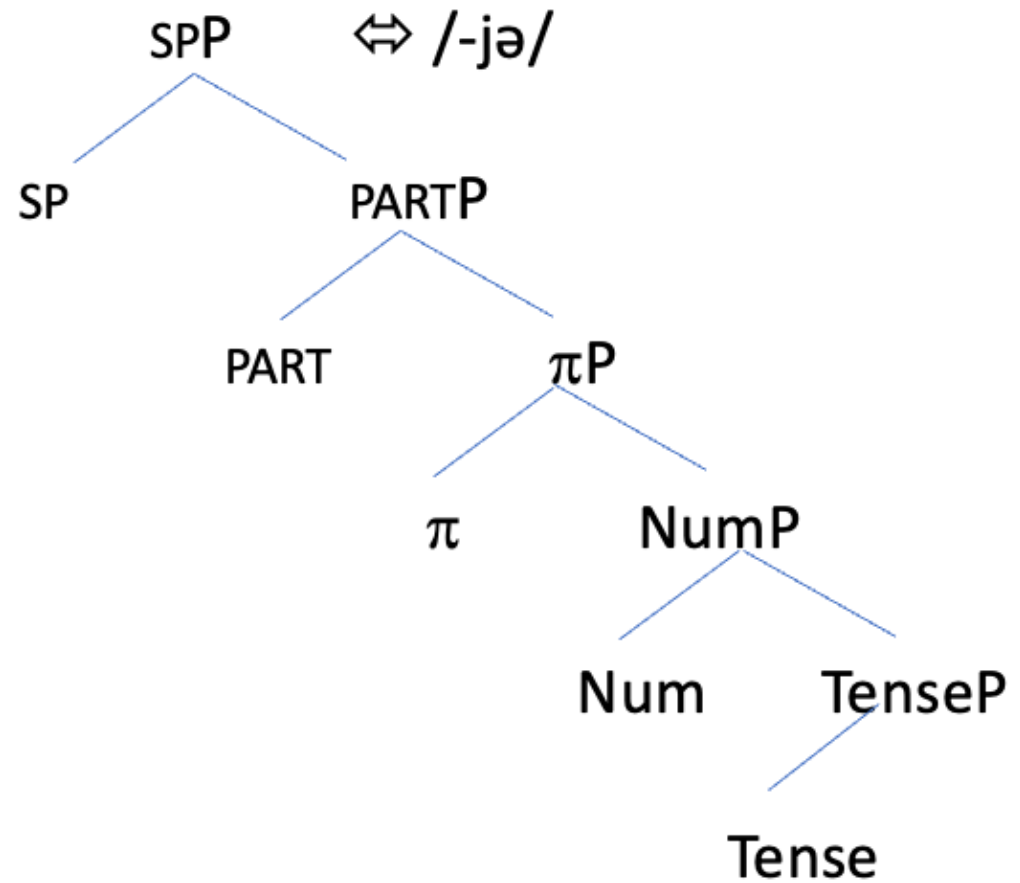 SPP ⇔ /-jə/
SP PARTP
PART πP
π NumP
Num TenseP
Tense